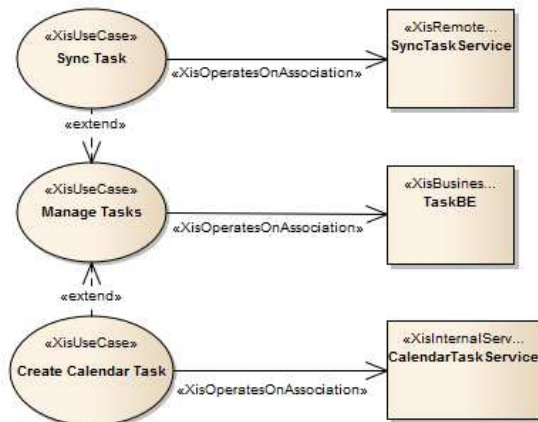 «XisUseCase»
Sync Task
«XisRemote...
SyncTaskService
«XisOperatesOnAssociation»
«extend»
«XisUseCase»
Manage Tasks
«XisBusines...
TaskBE
«XisOperatesOnAssociation»
«extend»
«XisUseCase»
Create Calendar Task
«XisInternalServ...
CalendarTaskService
«XisOperatesOnAssociation»